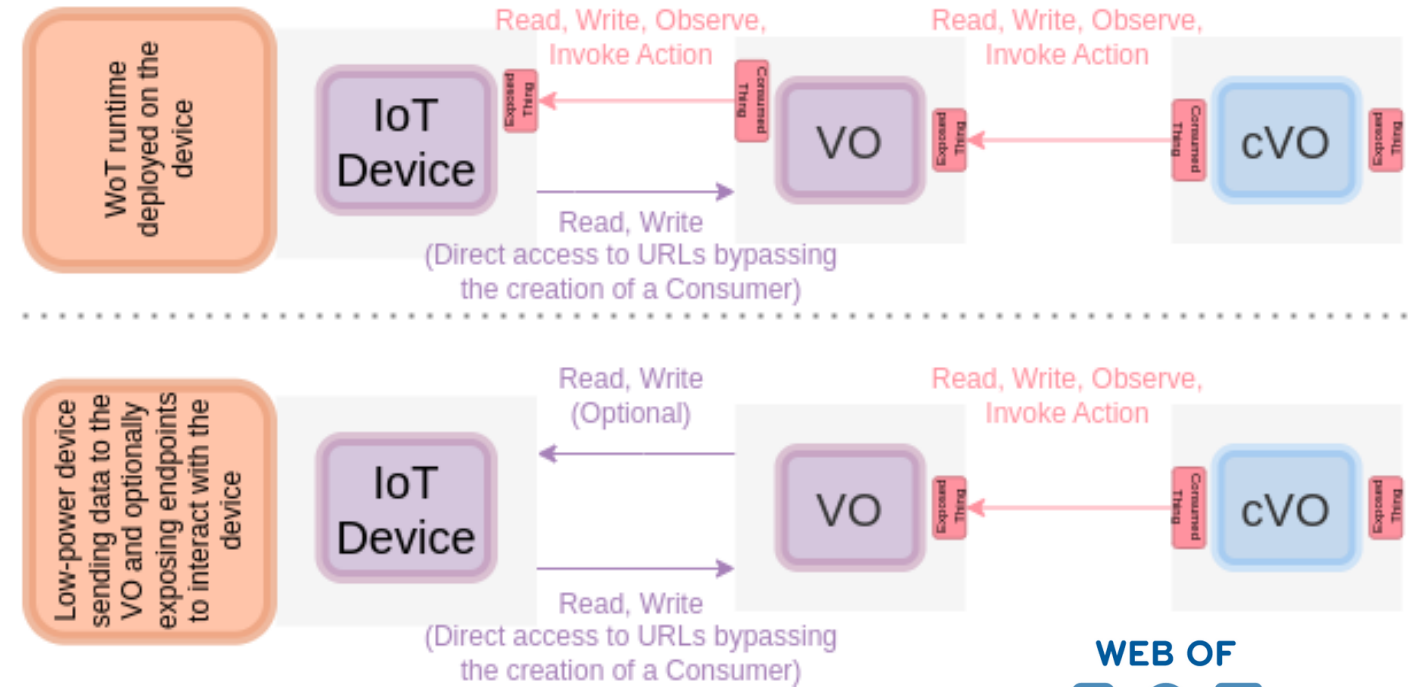 WoT runtime
deployed on the
device
IoT
Device
Exposed
Thing
Read, Write, Observe,
Invoke Action
Consumed
Thing
VO
Exposed
Thing
Read, Write, Observe,
Invoke Action
Consumed
Thing
cVO
Exposed
Thing
Read, Write
(Direct access to URLs bypassing
the creation of a Consumer)
Low-power device
sending data to the
VO and optionally
exposing endpoints
to interact with the
device
IoT
Device
Read, Write
(Optional)
VO
Exposed
Thing
Read, Write, Observe,
Invoke Action
Consumed
Thing
cVO
Exposed
Thing
Read, Write
(Direct access to URLs bypassing
the creation of a Consumer)
WEB OF